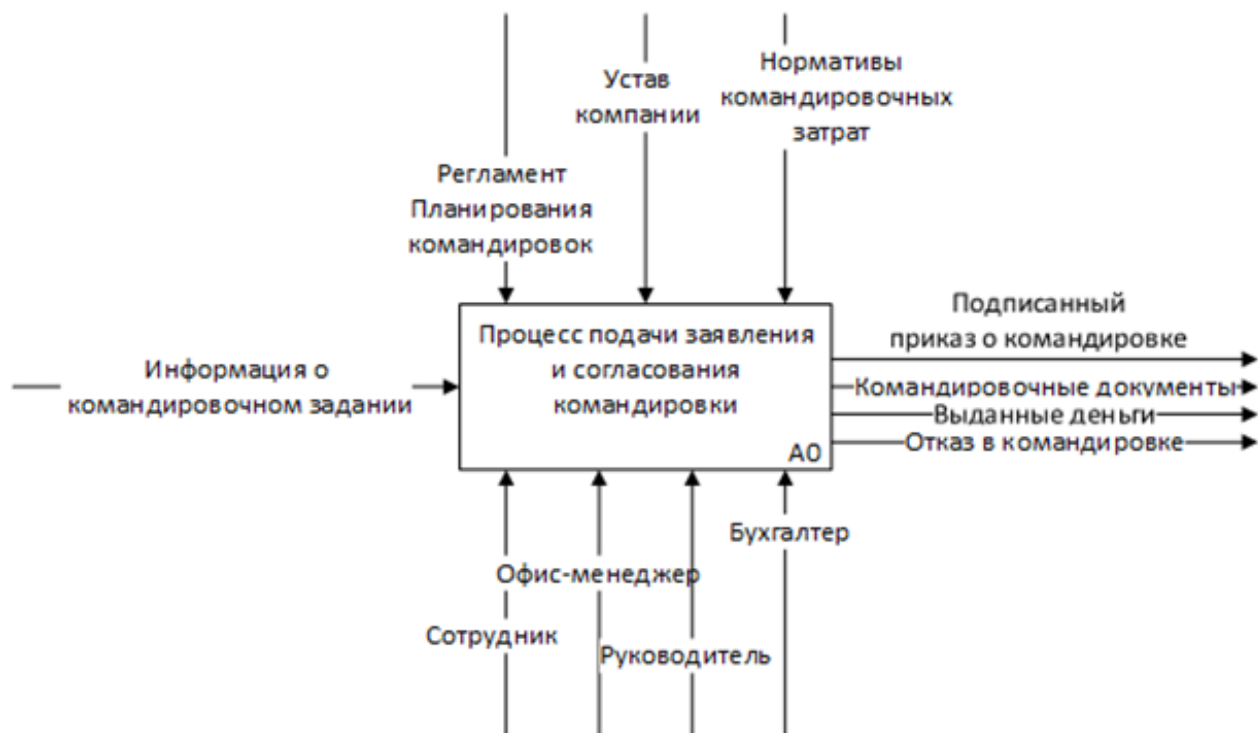 Устав
компании
Нормативы
командировочных
затрат
Регламент
Планирования
командировок
Информация о
командировочном задании
Процесс подачи заявления
и согласования
командировки
А0
Подписанный
приказ о командировке
Командировочные документы
Выданные деньги
Отказ в командировке
Бухгалтер
Офис-менеджер
Сотрудник
Руководитель